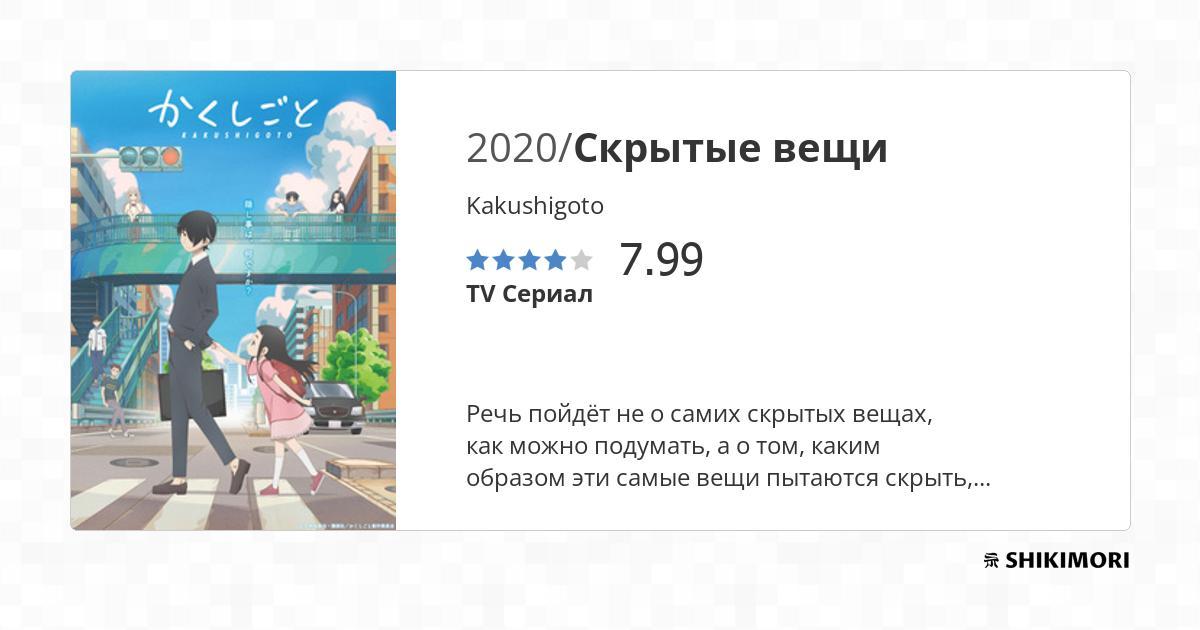 かくしごと
KAKUSHIGOTO
隠し事は、
何ですか?
2020/Скрытые вещи
Kakushigoto
7.99
TV Сериал
Речь пойдёт не о самих скрытых вещах,
как можно подумать, а о том, каким
образом эти самые вещи пытаются скрыть,...
SHIKIMORI